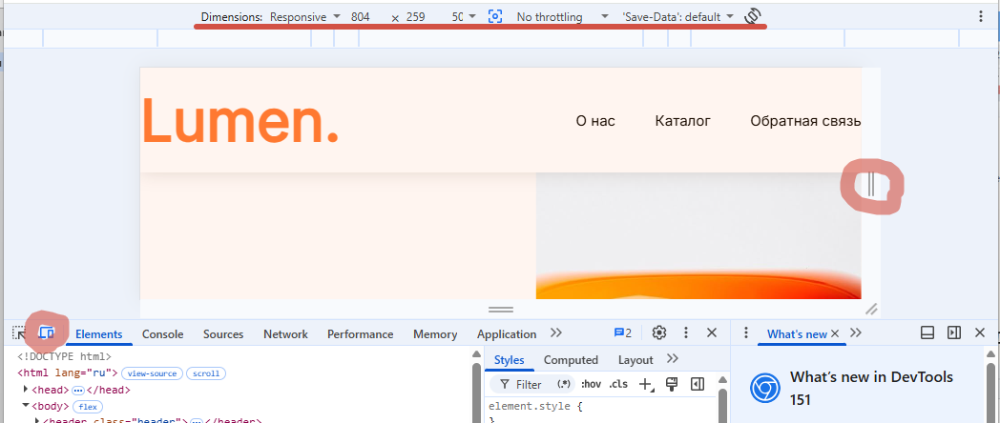 Dimensions: Responsive 804 × 259 50 No throttling 'Save-Data': default
Lumen. О нас Каталог Обратная связь
Elements Console Sources Network Performance Memory Application 2 What's new
<!DOCTYPE html>
<html lang="ru"> view-source scroll
<head> </head>
<body> flex
<header class="header"> </header>
Styles Computed Layout
Filter :hov .cls
element.style {
}
What's new in DevTools
151